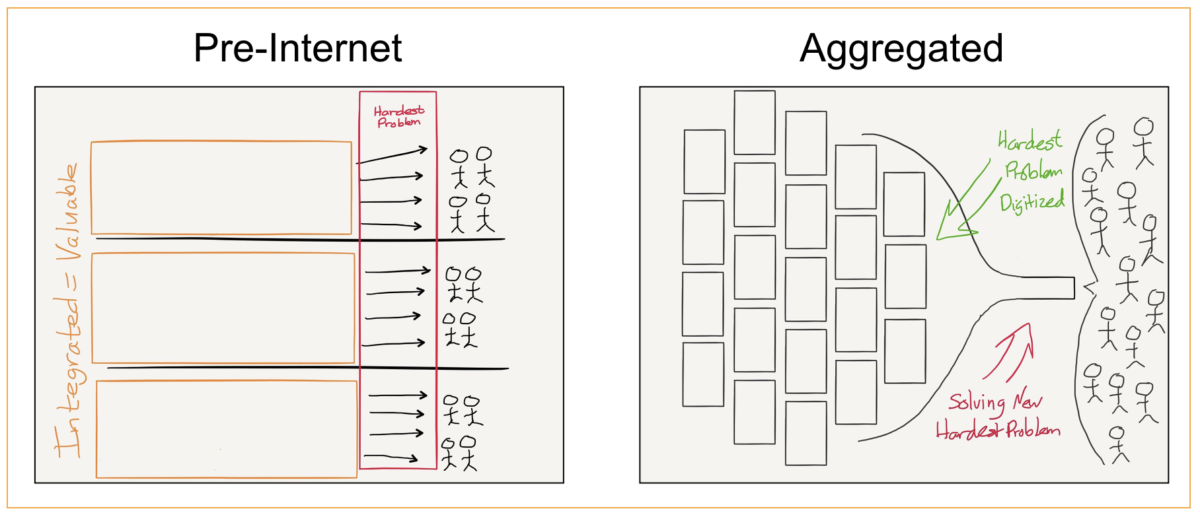 Pre-Internet
Integrated = Valuable
Hardest
Problem
Aggregated
Hardest
Problem
Digitized
Solving New
Hardest Problem